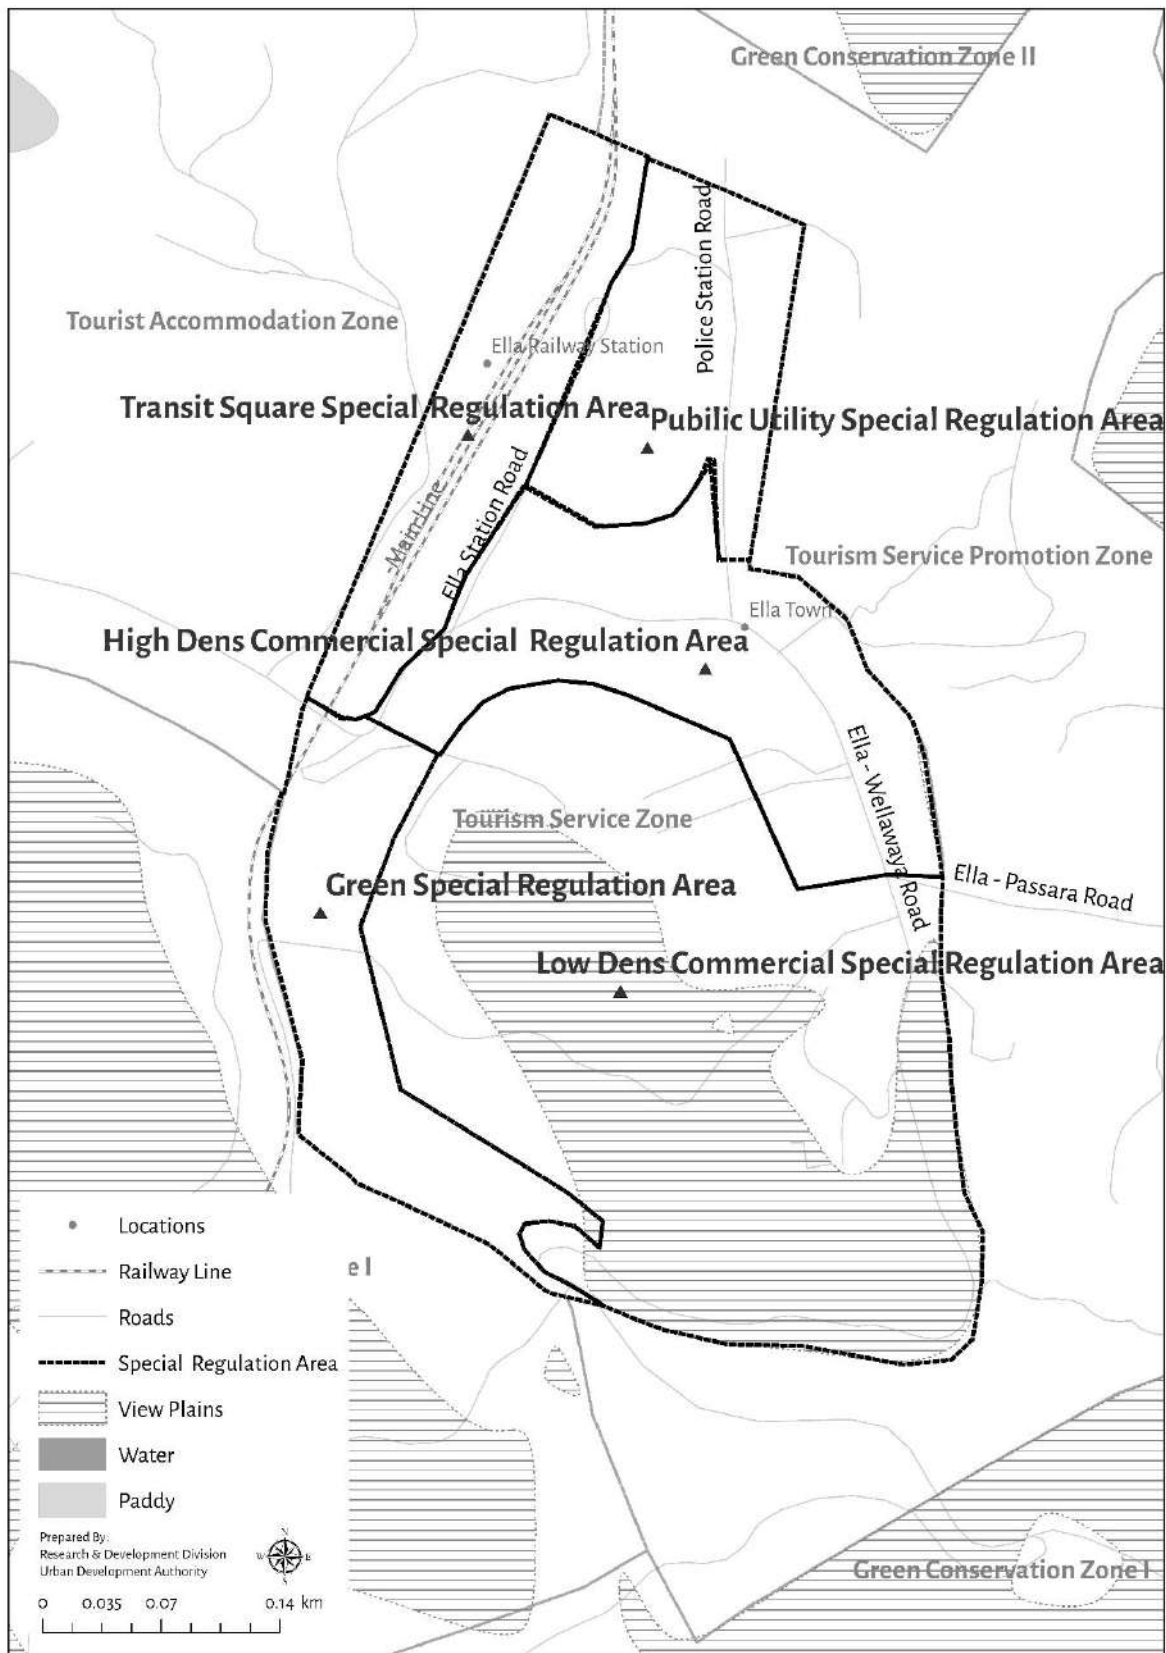 Green Conservation Zone II
Police Station Road
Tourist Accommodation Zone
Ella Railway Station
Transit Square Special Regulation Area
Pubilic Utility Special Regulation Area
Main Line
Ella Station Road
Tourism Service Promotion Zone
Ella Town
High Dens Commercial Special Regulation Area
Ella - Wellawaya Road
Tourism Service Zone
Ella - Passara Road
Green Special Regulation Area
Low Dens Commercial Special Regulation Area
Locations
Railway Line
e I
Roads
Special Regulation Area
View Plains
Water
Paddy
Prepared By:
Research & Development Division
Urban Development Authority
N
W E
S
0 0.035 0.07 0.14 km
Green Conservation Zone I